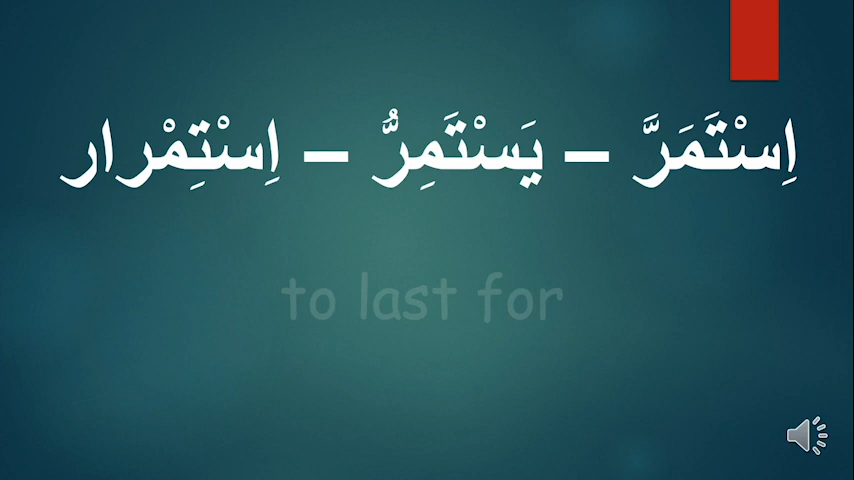 اِسْتَمَرَّ – يَسْتَمِرُّ – اِسْتِمْرار
to last for